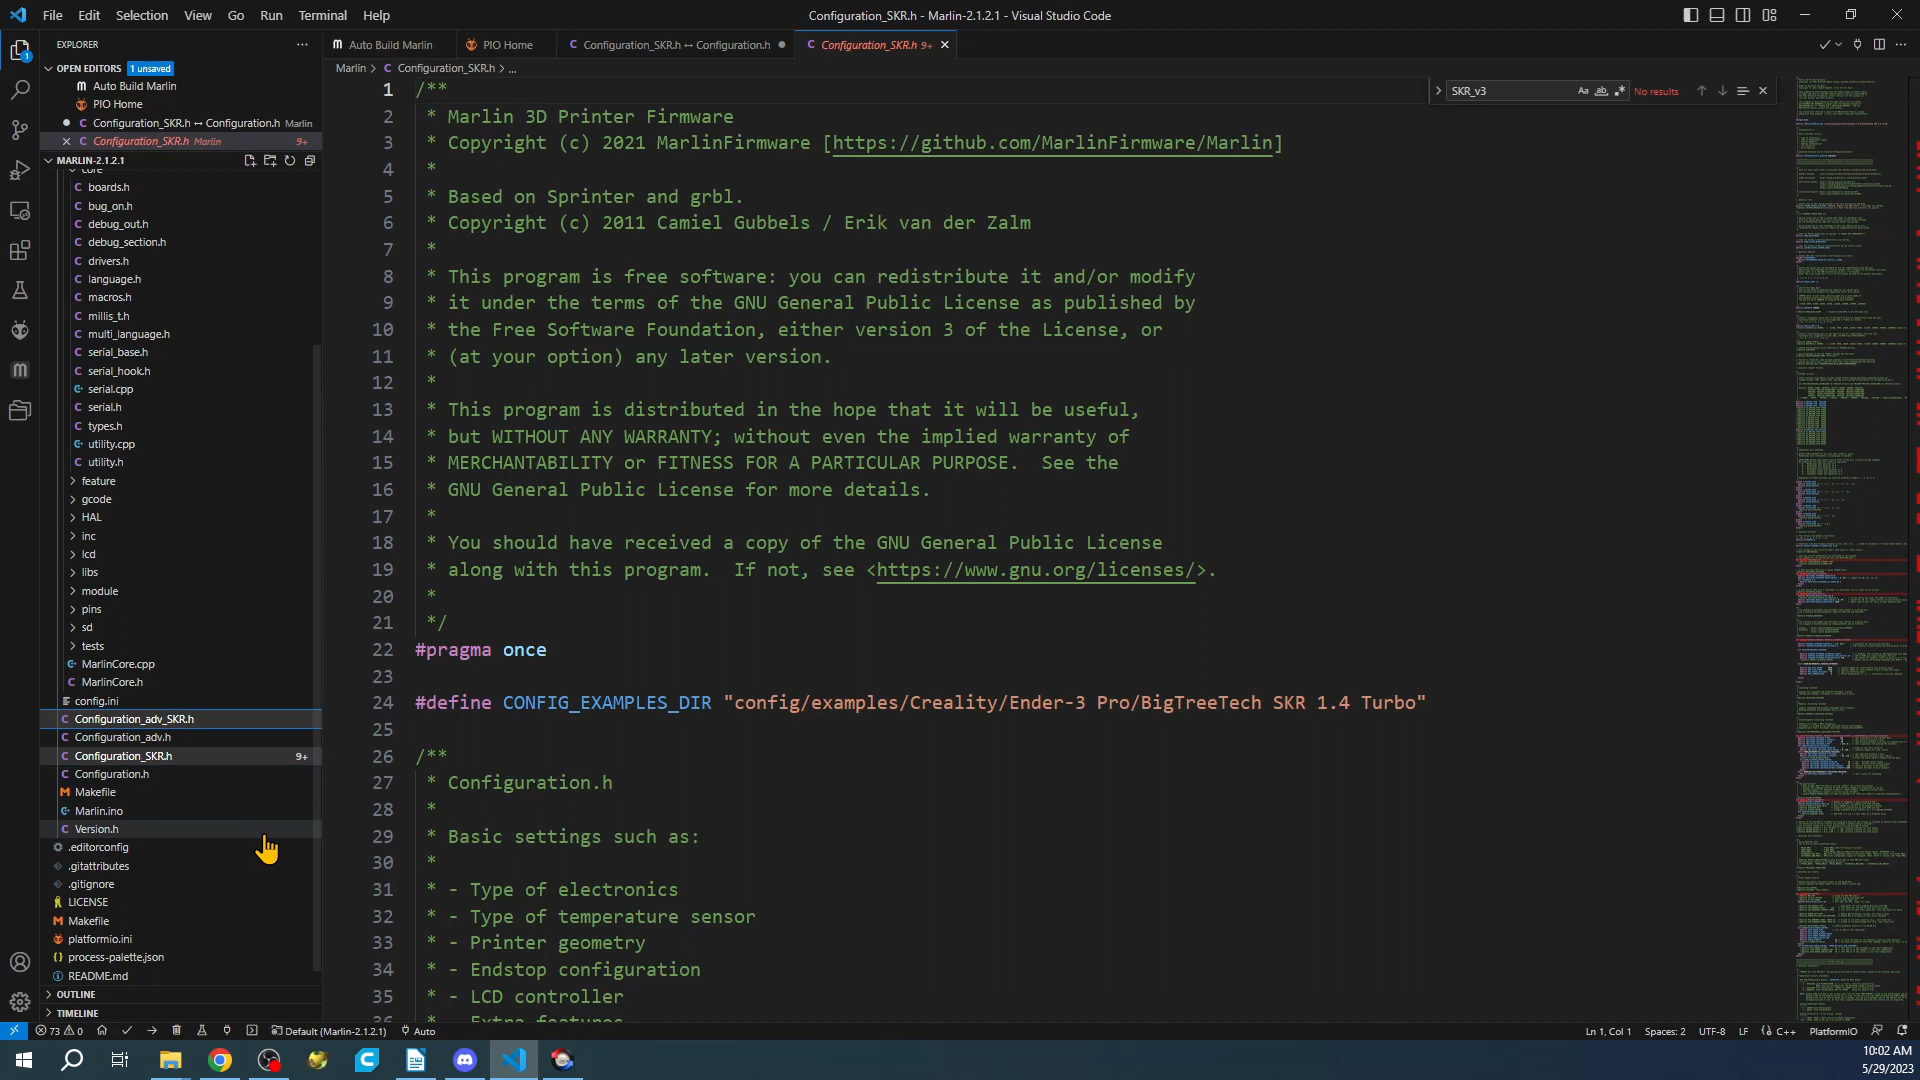 File Edit Selection View Go Run Terminal Help
Configuration_SKR.h - Marlin-2.1.2.1 - Visual Studio Code
EXPLORER
Auto Build Marlin
PIO Home
Configuration_SKR.h ↔ Configuration.h
Configuration_SKR.h 9+
OPEN EDITORS 1 unsaved
Auto Build Marlin
PIO Home
Configuration_SKR.h ↔ Configuration.h Marlin
Configuration_SKR.h Marlin 9+
MARLIN-2.1.2.1
core
boards.h
bug_on.h
debug_out.h
debug_section.h
drivers.h
language.h
macros.h
millis_t.h
multi_language.h
serial_base.h
serial_hook.h
serial.cpp
serial.h
types.h
utility.cpp
utility.h
feature
gcode
HAL
inc
lcd
libs
module
pins
sd
tests
MarlinCore.cpp
MarlinCore.h
config.ini
Configuration_adv_SKR.h
Configuration_adv.h
Configuration_SKR.h 9+
Configuration.h
Makefile
Marlin.ino
Version.h
.editorconfig
.gitattributes
.gitignore
LICENSE
Makefile
platformio.ini
process-palette.json
README.md
OUTLINE
TIMELINE
Marlin > C Configuration_SKR.h > ...
SKR_v3 Aa ab .* No results
1 /**
2  * Marlin 3D Printer Firmware
3  * Copyright (c) 2021 MarlinFirmware [https://github.com/MarlinFirmware/Marlin]
4  *
5  * Based on Sprinter and grbl.
6  * Copyright (c) 2011 Camiel Gubbels / Erik van der Zalm
7  *
8  * This program is free software: you can redistribute it and/or modify
9  * it under the terms of the GNU General Public License as published by
10  * the Free Software Foundation, either version 3 of the License, or
11  * (at your option) any later version.
12  *
13  * This program is distributed in the hope that it will be useful,
14  * but WITHOUT ANY WARRANTY; without even the implied warranty of
15  * MERCHANTABILITY or FITNESS FOR A PARTICULAR PURPOSE.  See the
16  * GNU General Public License for more details.
17  *
18  * You should have received a copy of the GNU General Public License
19  * along with this program.  If not, see <https://www.gnu.org/licenses/>.
20  *
21  */
22 #pragma once
23
24 #define CONFIG_EXAMPLES_DIR "config/examples/Creality/Ender-3 Pro/BigTreeTech SKR 1.4 Turbo"
25
26 /**
27  * Configuration.h
28  *
29  * Basic settings such as:
30  *
31  * - Type of electronics
32  * - Type of temperature sensor
33  * - Printer geometry
34  * - Endstop configuration
35  * - LCD controller
36  * - Extra features
73 0 Default (Marlin-2.1.2.1) Auto
Ln 1, Col 1 Spaces: 2 UTF-8 LF C++ PlatformIO
10:02 AM
5/29/2023